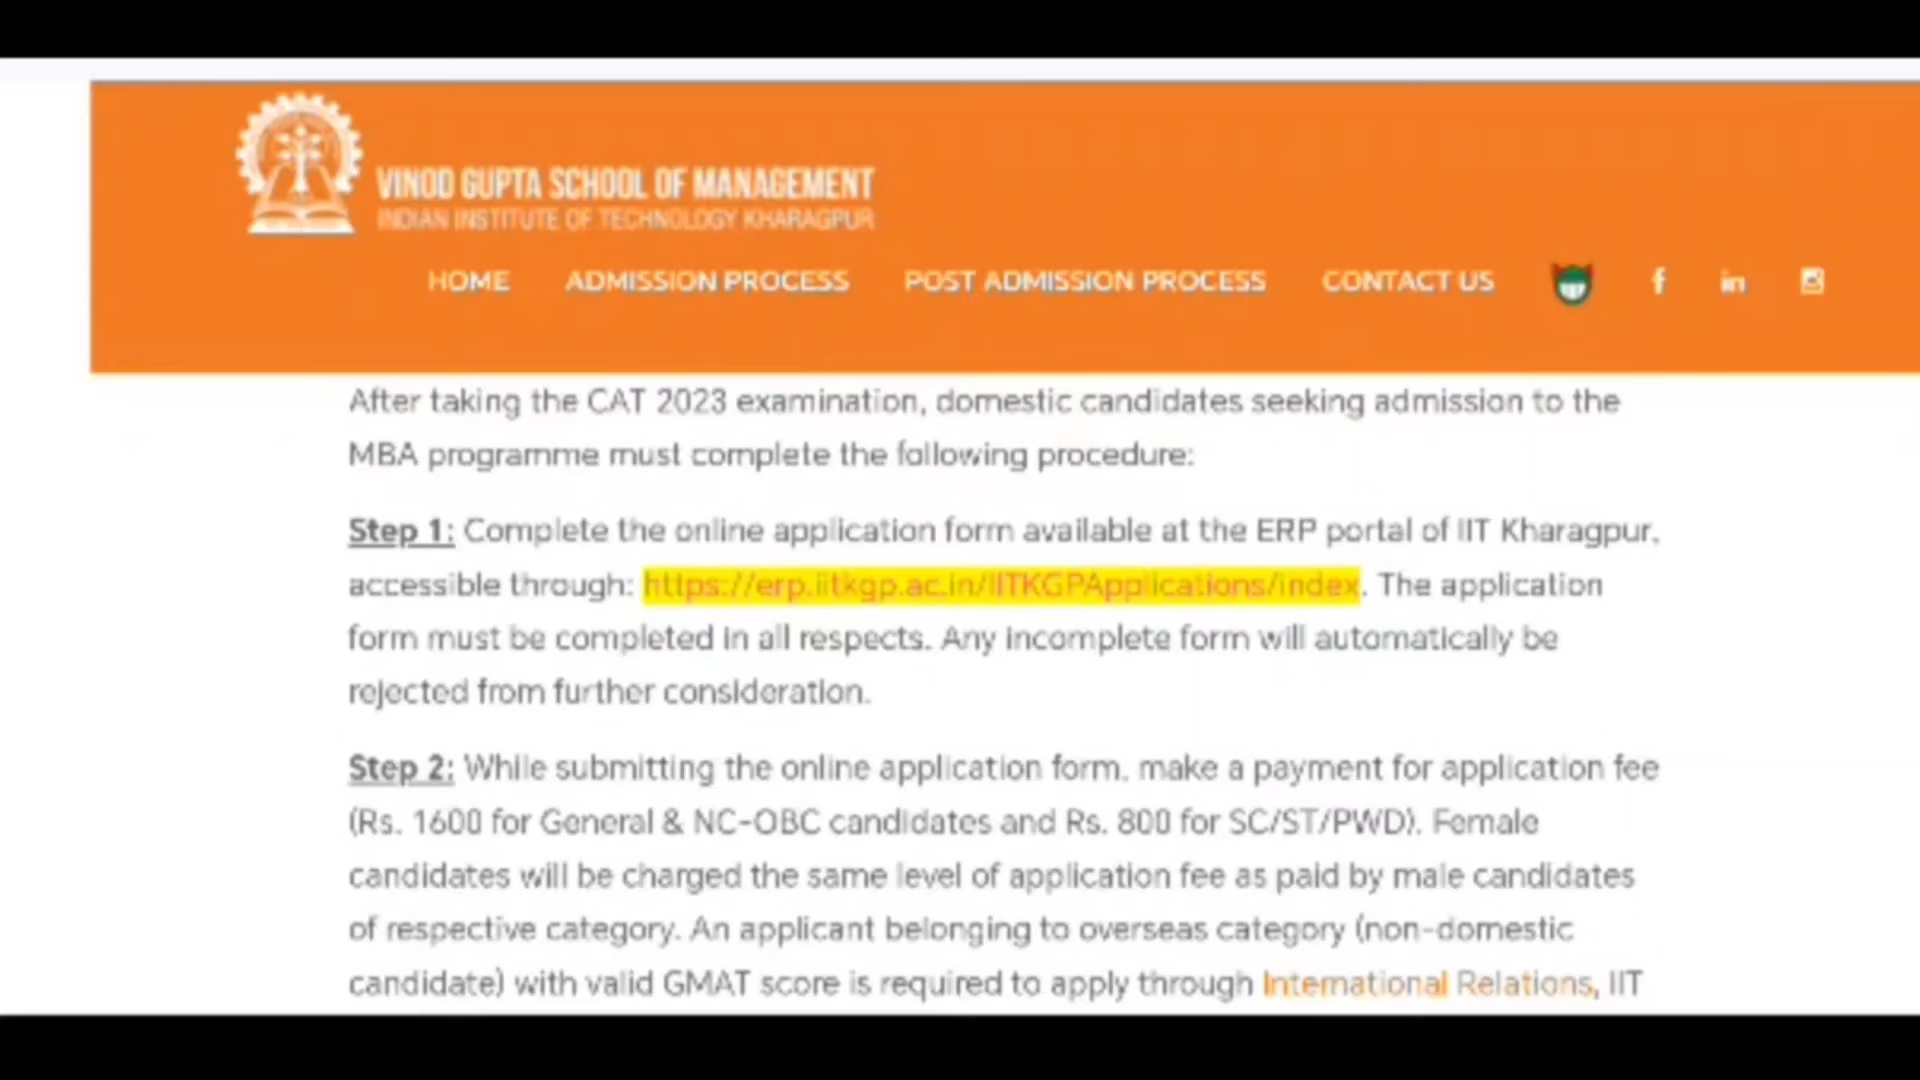 VINOD GUPTA SCHOOL OF MANAGEMENT
INDIAN INSTITUTE OF TECHNOLOGY KHARAGPUR
HOME ADMISSION PROCESS POST ADMISSION PROCESS CONTACT US f in
After taking the CAT 2023 examination, domestic candidates seeking admission to the
MBA programme must complete the following procedure:
Step 1: Complete the online application form available at the ERP portal of IIT Kharagpur,
accessible through: https://erp.iitkgp.ac.in/IITKGPApplications/index. The application
form must be completed in all respects. Any incomplete form will automatically be
rejected from further consideration.
Step 2: While submitting the online application form, make a payment for application fee
(Rs. 1600 for General & NC-OBC candidates and Rs. 800 for SC/ST/PWD). Female
candidates will be charged the same level of application fee as paid by male candidates
of respective category. An applicant belonging to overseas category (non-domestic
candidate) with valid GMAT score is required to apply through International Relations, IIT